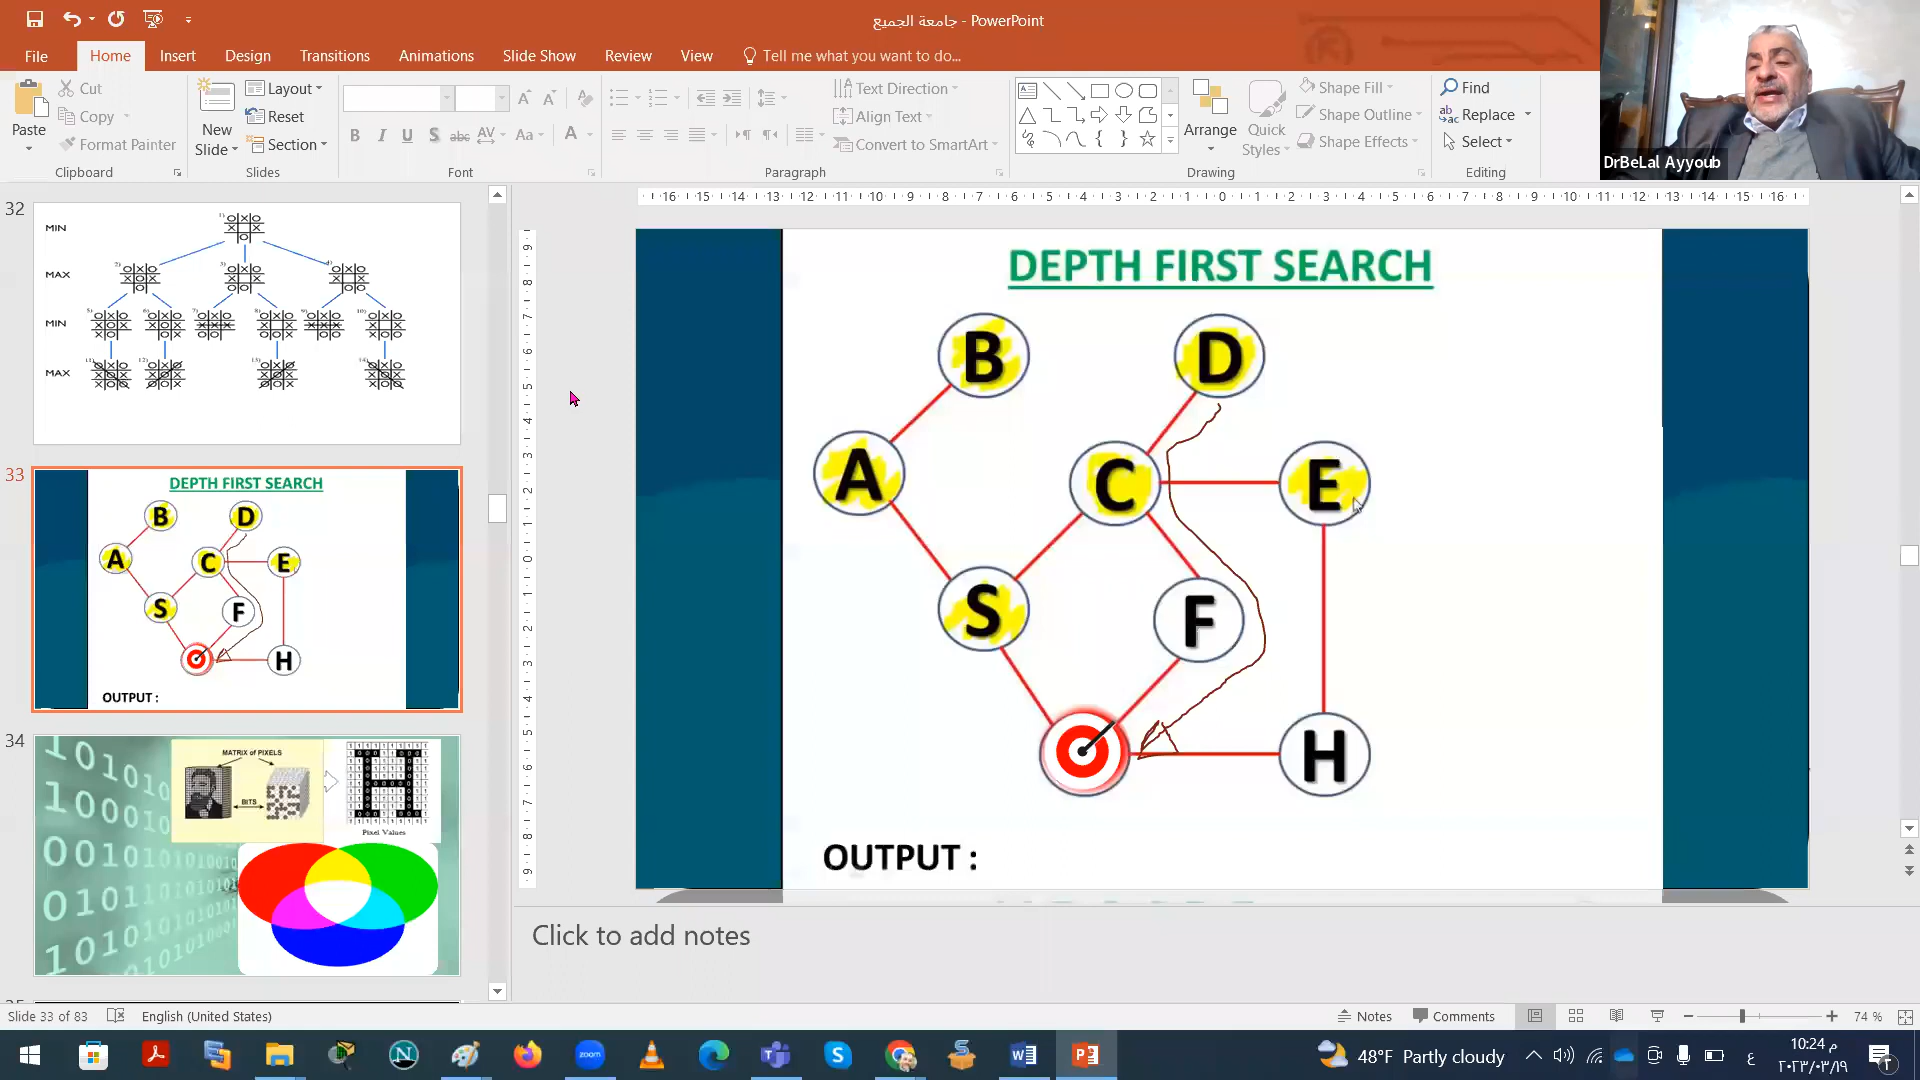 جامعة الجميع - PowerPoint
File
Home
Insert
Design
Transitions
Animations
Slide Show
Review
View
Tell me what you want to do...
Paste
Cut
Copy
Format Painter
Clipboard
New Slide
Layout
Reset
Section
Slides
Font
Text Direction
Align Text
Convert to SmartArt
Paragraph
Arrange
Quick Styles
Shape Fill
Shape Outline
Shape Effects
Drawing
Find
Replace
Select
Editing
DrBeLal Ayyoub
32
MIN
MAX
MIN
MAX
33
DEPTH FIRST SEARCH
B
D
A
C
E
S
F
H
OUTPUT :
34
MATRIX of PIXELS
BITS
Pixel Values
DEPTH FIRST SEARCH
B
D
A
C
E
S
F
H
OUTPUT :
Click to add notes
Slide 33 of 83
English (United States)
Notes
Comments
74 %
zoom
48°F Partly cloudy
ع
10:24 م
٢٠٢٣/٠٣/١٩